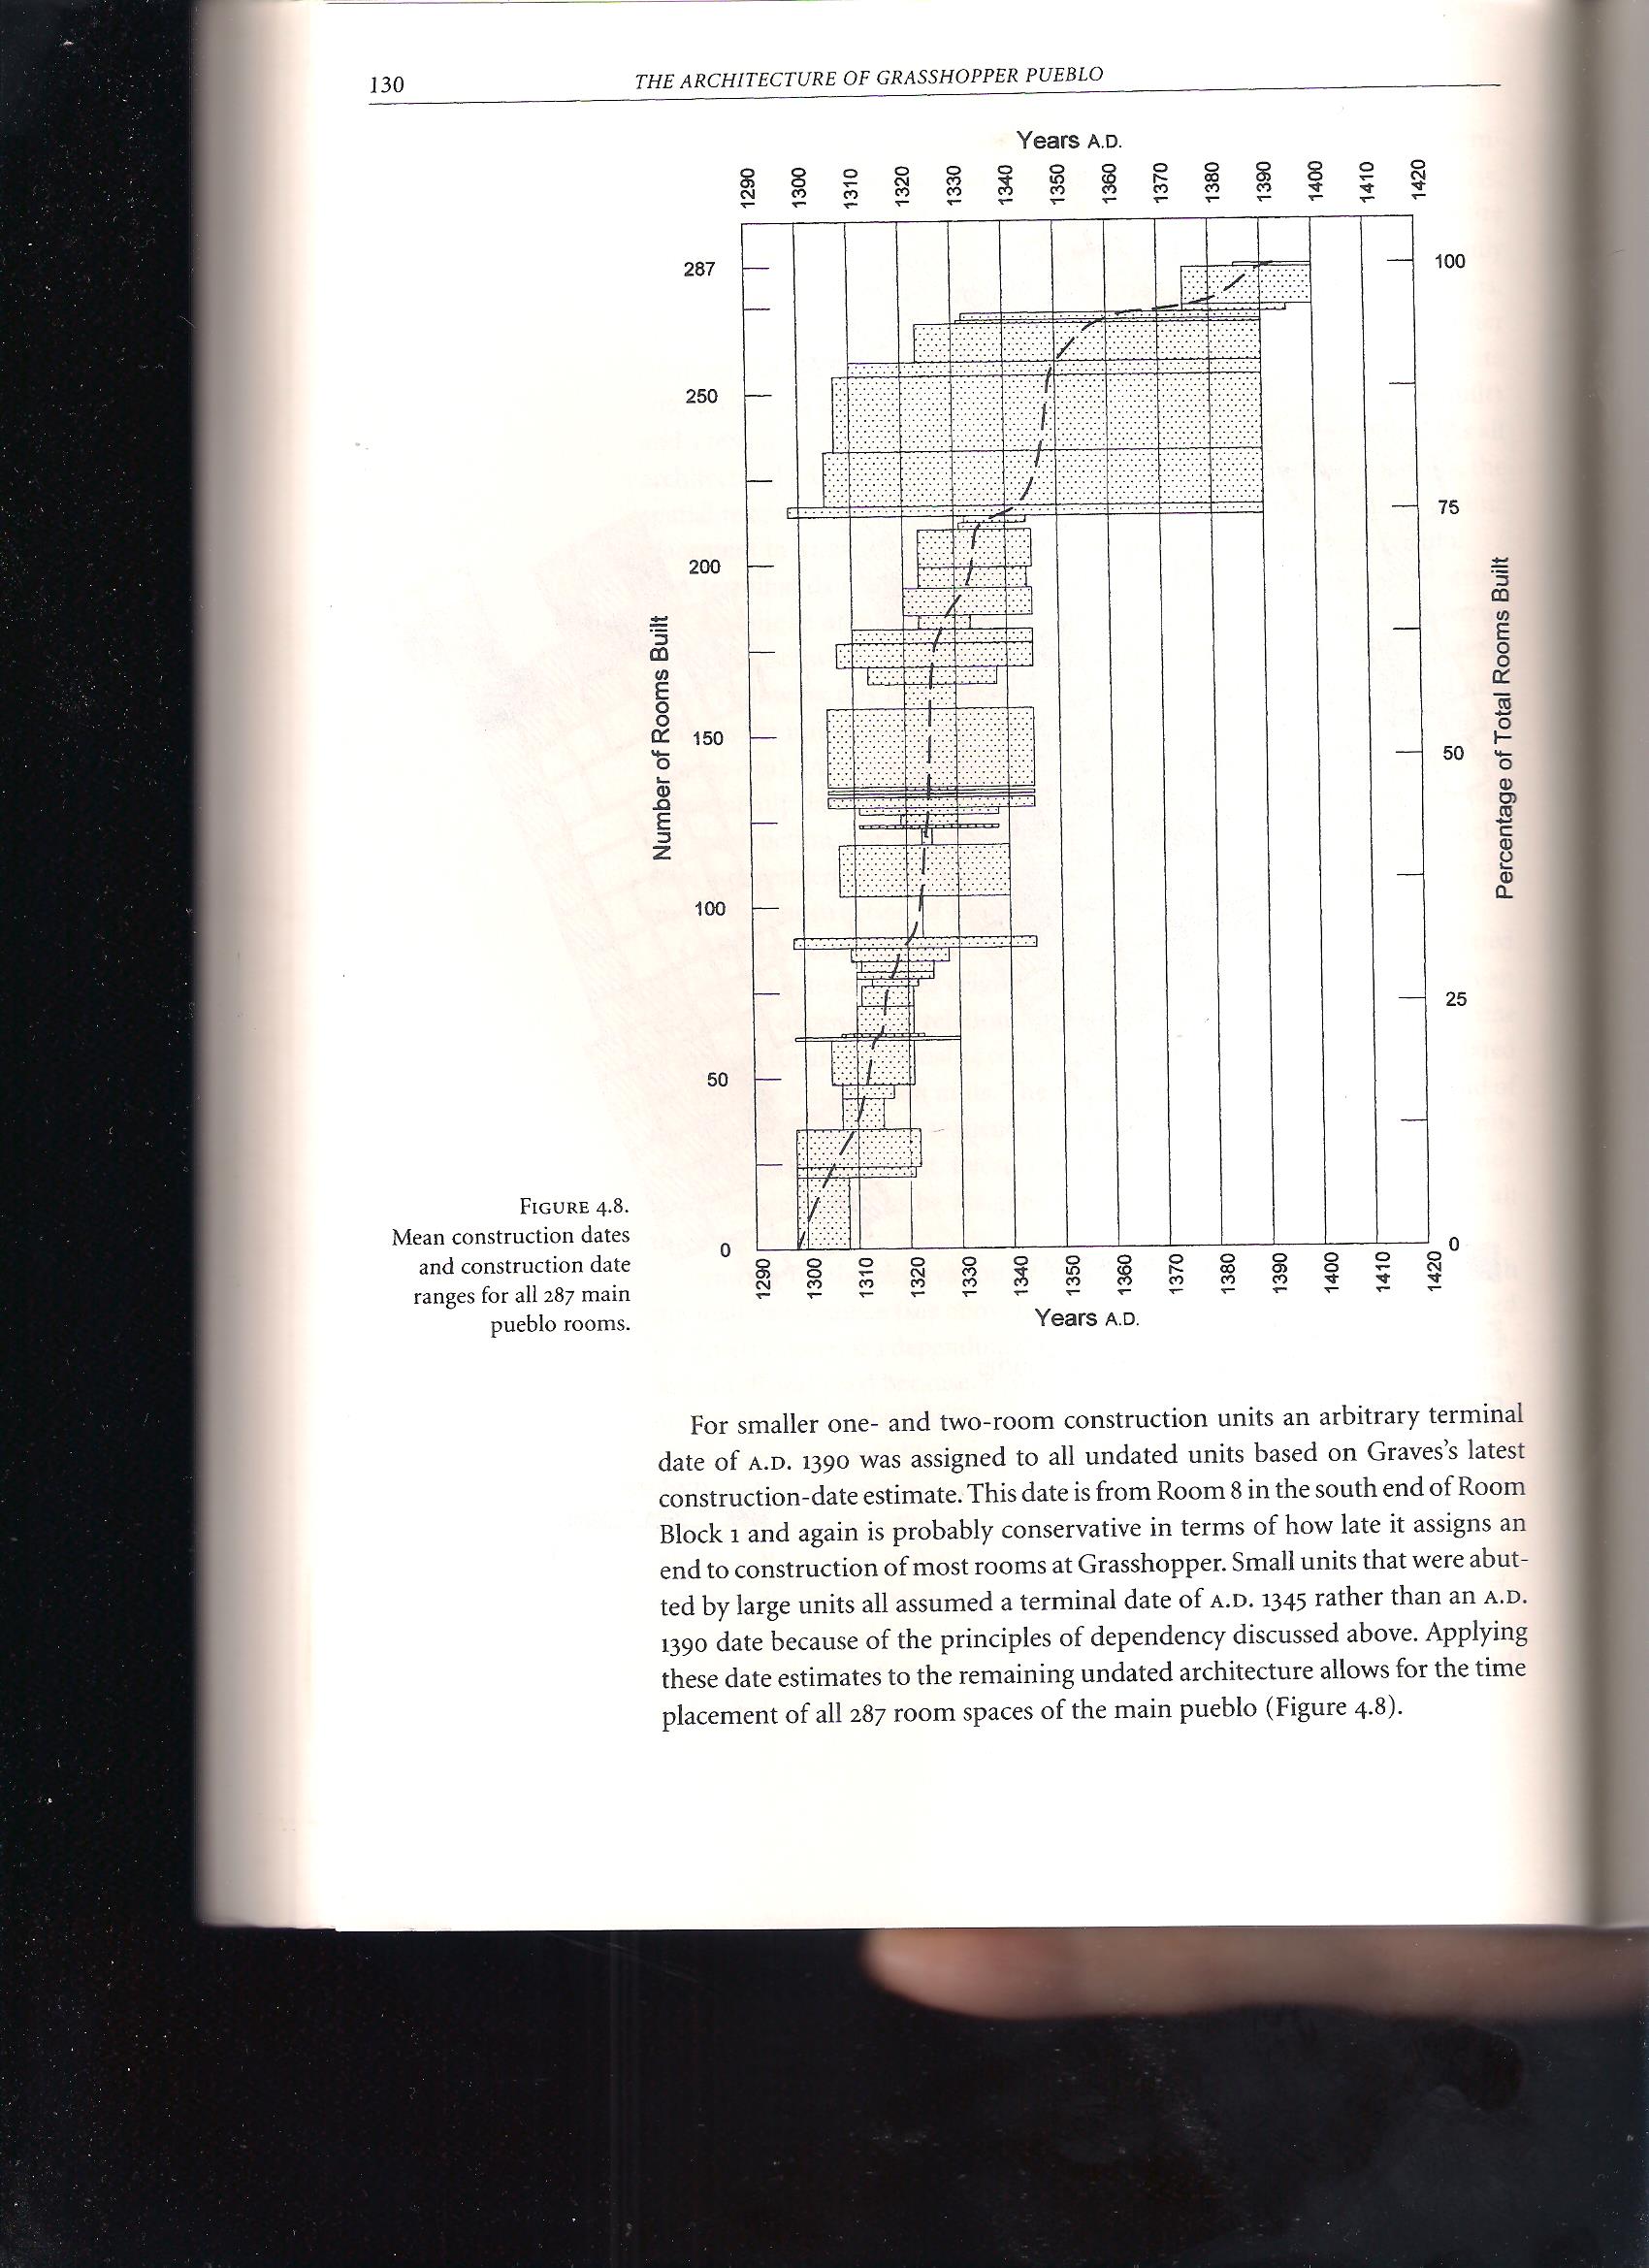 130
THE ARCHITECTURE OF GRASSHOPPER PUEBLO
Years A.D.
1290 1300 1310 1320 1330 1340 1350 1360 1370 1380 1390 1400 1410 1420
Number of Rooms Built
287
250
200
150
100
50
0
Percentage of Total Rooms Built
100
75
50
25
0
1290 1300 1310 1320 1330 1340 1350 1360 1370 1380 1390 1400 1410 1420
Years A.D.
FIGURE 4.8.
Mean construction dates
and construction date
ranges for all 287 main
pueblo rooms.
For smaller one- and two-room construction units an arbitrary terminal
date of A.D. 1390 was assigned to all undated units based on Graves's latest
construction-date estimate. This date is from Room 8 in the south end of Room
Block 1 and again is probably conservative in terms of how late it assigns an
end to construction of most rooms at Grasshopper. Small units that were abut-
ted by large units all assumed a terminal date of A.D. 1345 rather than an A.D.
1390 date because of the principles of dependency discussed above. Applying
these date estimates to the remaining undated architecture allows for the time
placement of all 287 room spaces of the main pueblo (Figure 4.8).